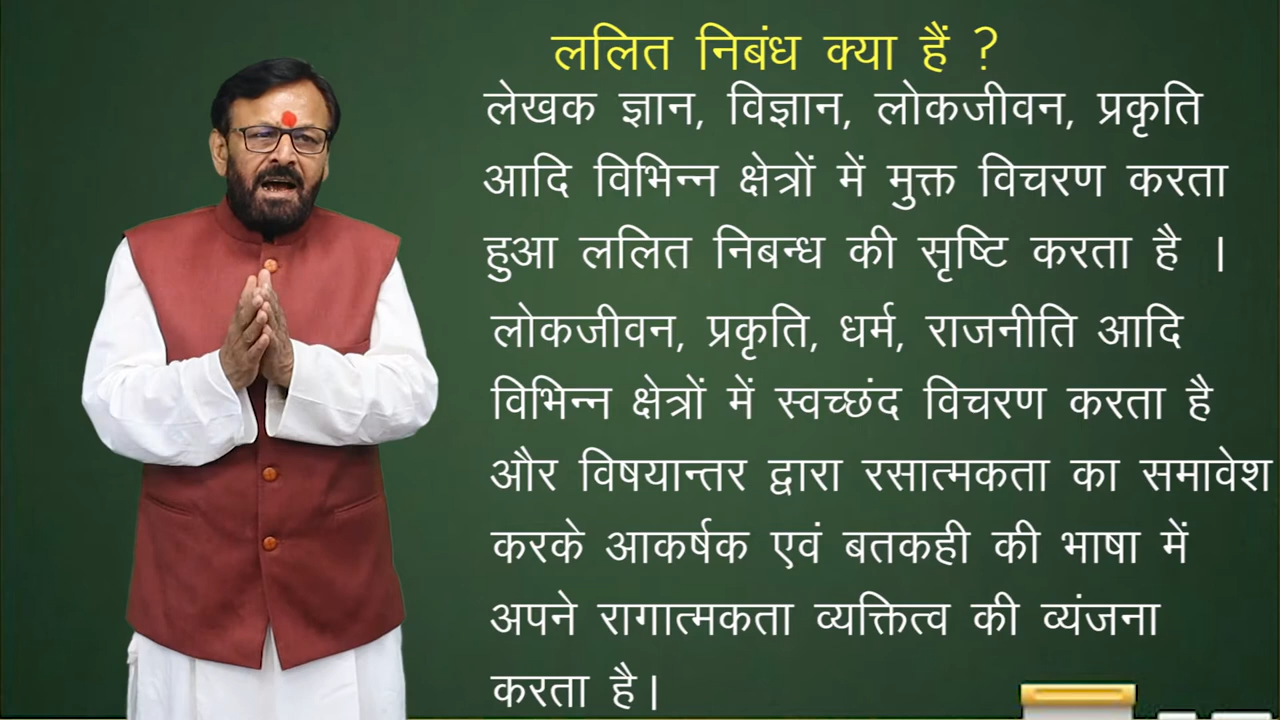 ललित निबंध क्या हैं ?
लेखक ज्ञान, विज्ञान, लोकजीवन, प्रकृति
आदि विभिन्न क्षेत्रों में मुक्त विचरण करता
हुआ ललित निबन्ध की सृष्टि करता है ।
लोकजीवन, प्रकृति, धर्म, राजनीति आदि
विभिन्न क्षेत्रों में स्वच्छंद विचरण करता है
और विषयान्तर द्वारा रसात्मकता का समावेश
करके आकर्षक एवं बतकही की भाषा में
अपने रागात्मकता व्यक्तित्व की व्यंजना
करता है।